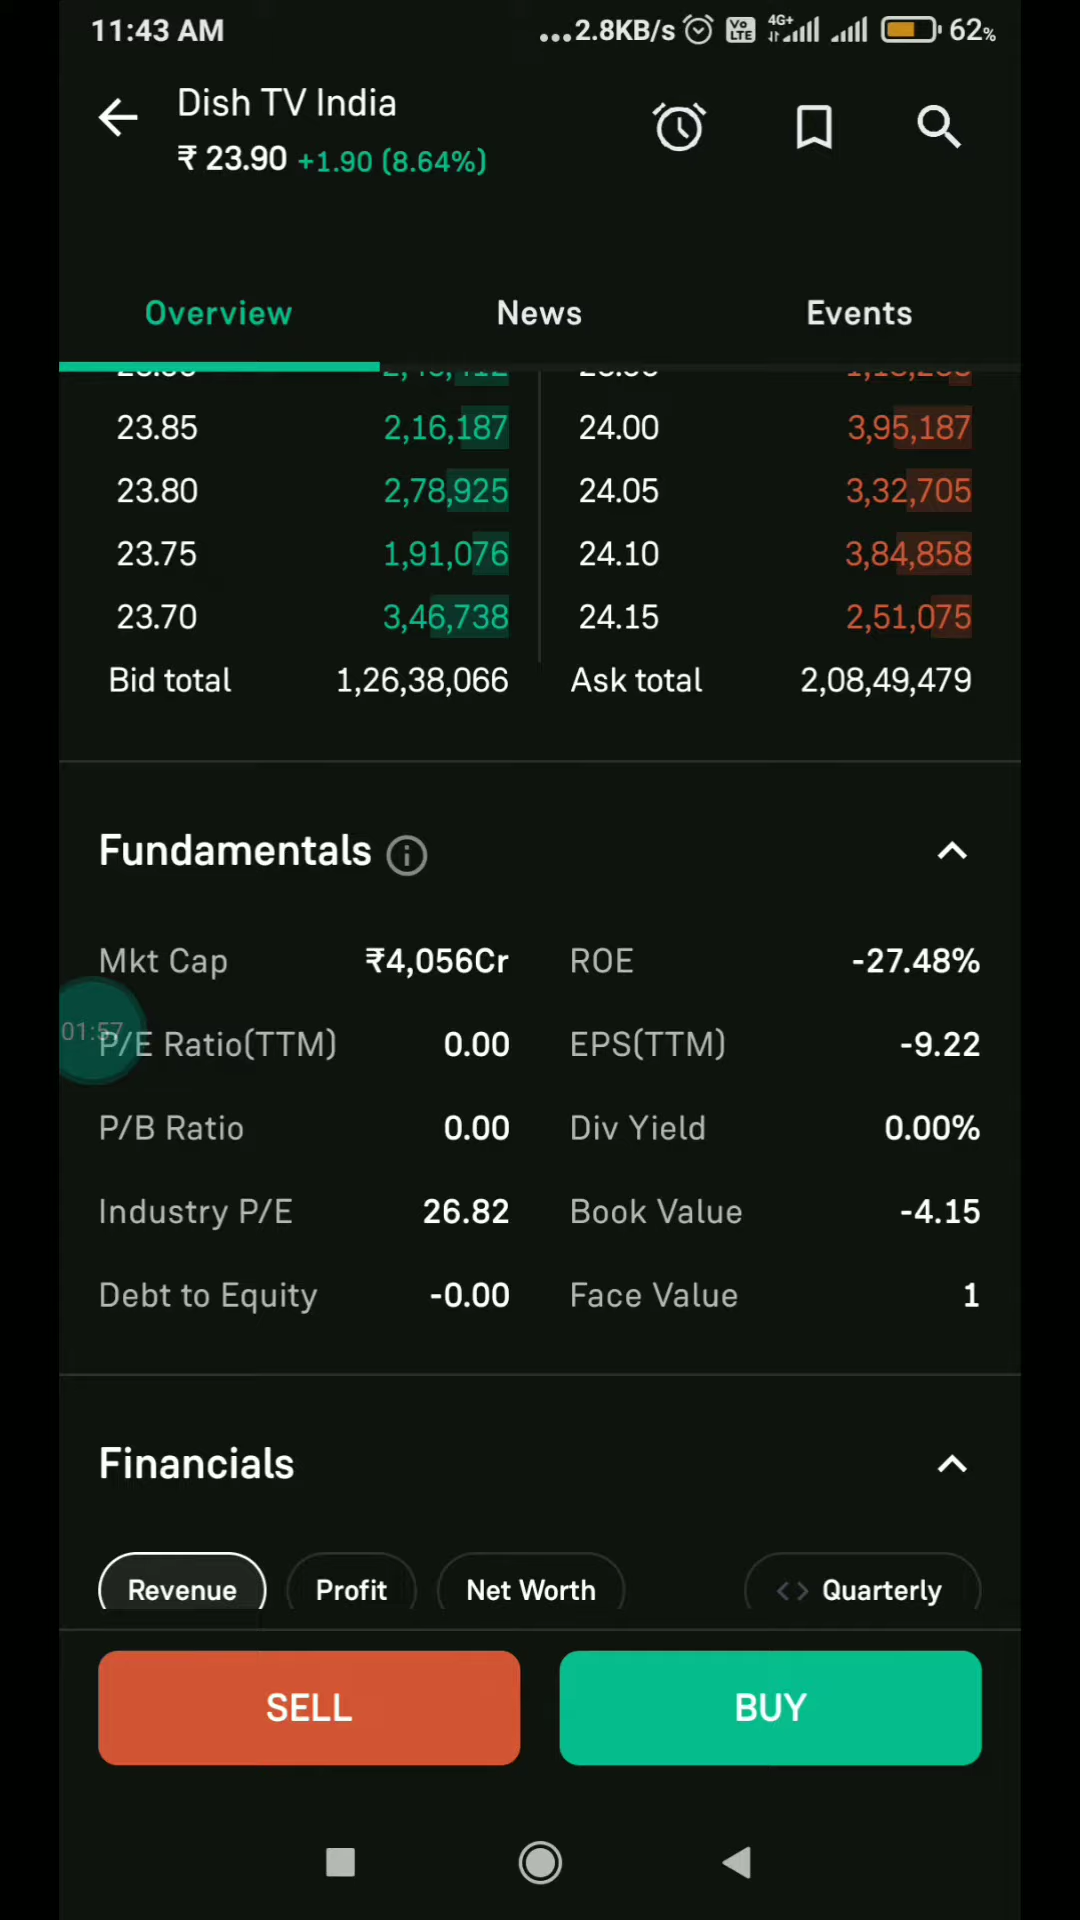 11:43 AM
...2.8KB/s Vo LTE 4G+ 62%
Dish TV India
₹ 23.90 +1.90 (8.64%)
Overview News Events
23.85 2,16,187 24.00 3,95,187
23.80 2,78,925 24.05 3,32,705
23.75 1,91,076 24.10 3,84,858
23.70 3,46,738 24.15 2,51,075
Bid total 1,26,38,066 Ask total 2,08,49,479
Fundamentals
Mkt Cap ₹4,056Cr ROE -27.48%
01:57
P/E Ratio(TTM) 0.00 EPS(TTM) -9.22
P/B Ratio 0.00 Div Yield 0.00%
Industry P/E 26.82 Book Value -4.15
Debt to Equity -0.00 Face Value 1
Financials
Revenue Profit Net Worth <> Quarterly
SELL BUY